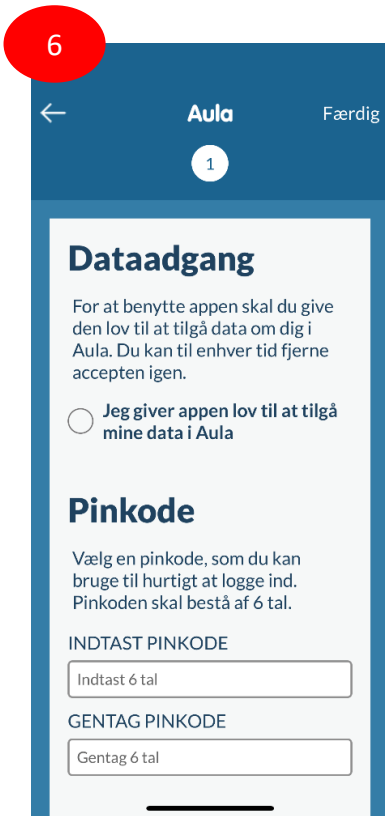 6
Aula
Færdig
1
Dataadgang
For at benytte appen skal du give
den lov til at tilgå data om dig i
Aula. Du kan til enhver tid fjerne
accepten igen.
Jeg giver appen lov til at tilgå
mine data i Aula
Pinkode
Vælg en pinkode, som du kan
bruge til hurtigt at logge ind.
Pinkoden skal bestå af 6 tal.
INDTAST PINKODE
Indtast 6 tal
GENTAG PINKODE
Gentag 6 tal